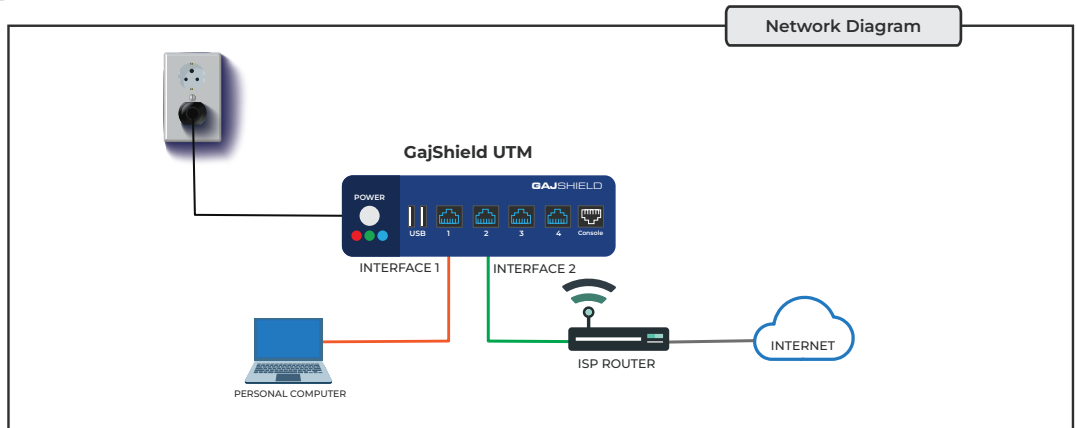 Network Diagram
GajShield UTM
GAJSHIELD
POWER
USB
1
2
3
4
Console
INTERFACE 1
INTERFACE 2
INTERNET
ISP ROUTER
PERSONAL COMPUTER